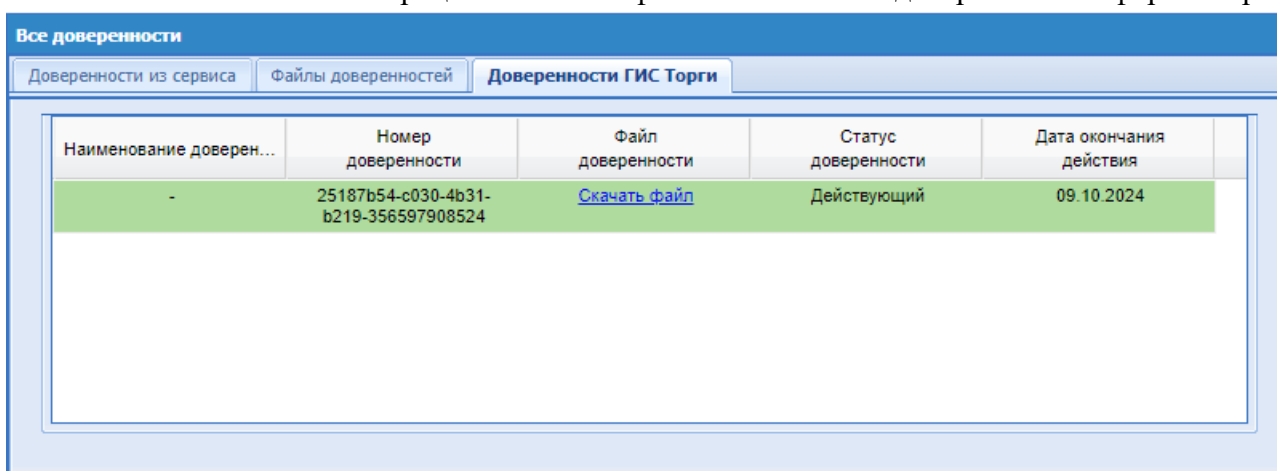 Все доверенности
Доверенности из сервиса Файлы доверенностей Доверенности ГИС Торги
Наименование доверен... Номер доверенности Файл доверенности Статус доверенности Дата окончания действия
- 25187b54-c030-4b31- Скачать файл Действующий 09.10.2024
b219-356597908524